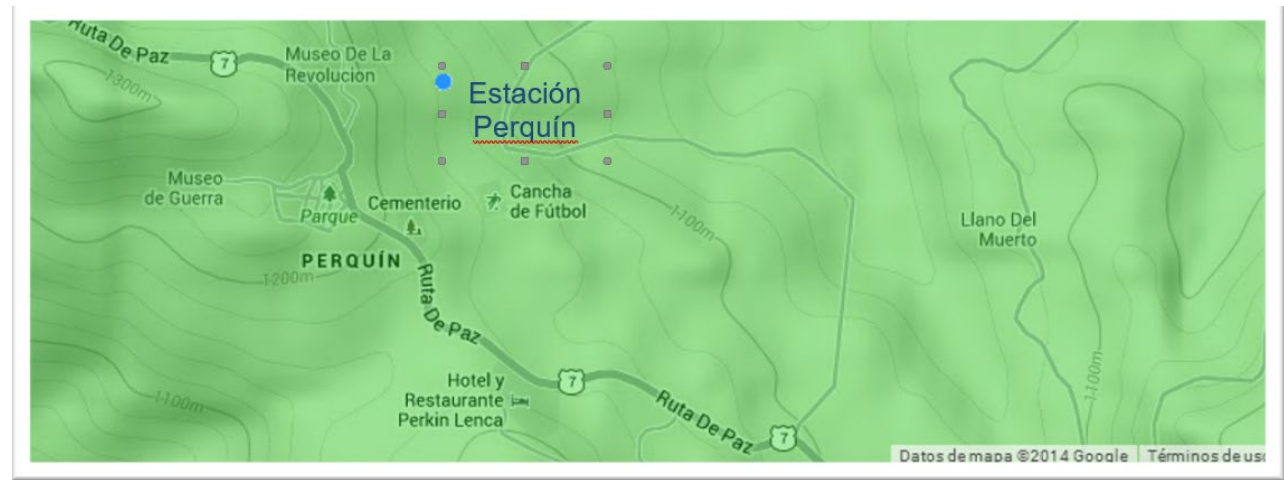 Ruta De Paz
7
Museo De La
Revolucion
1300m
Estación
Perquín
Museo
de Guerra
Parque
Cementerio
Cancha
de Fútbol
1100m
Llano Del
Muerto
PERQUÍN
1200m
Ruta De Paz
7
Hotel y
Restaurante
Perkin Lenca
1100m
1100m
Ruta De Paz
7
Datos de mapa ©2014 Google
Términos de uso